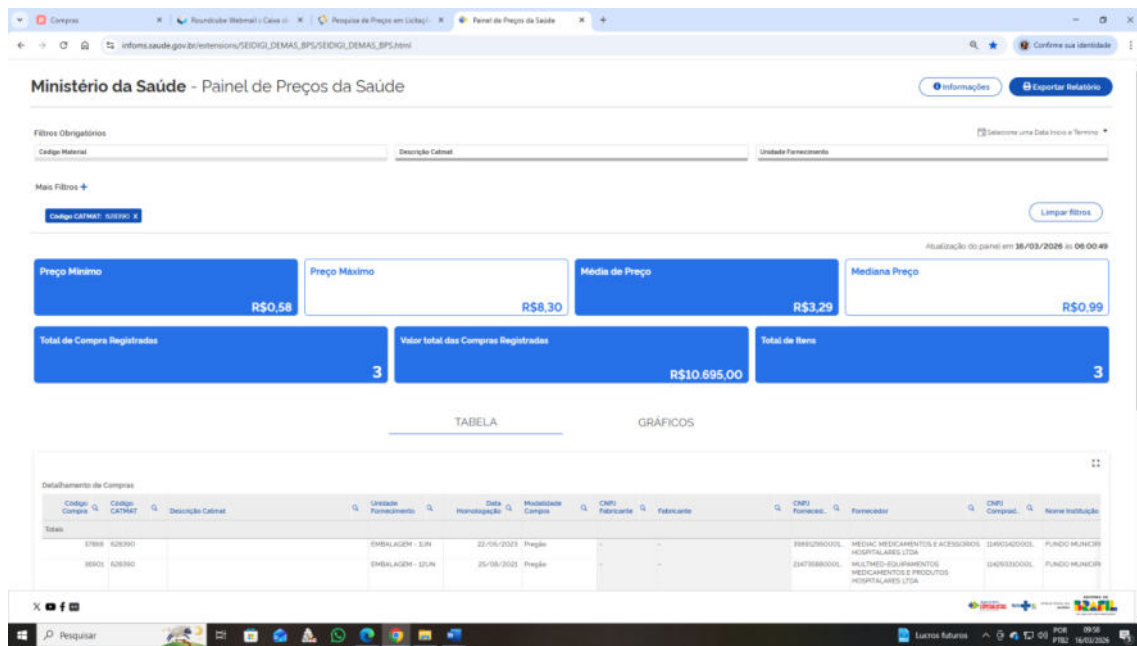 Compras
Roundcube Webmail :: Caixa
Pesquisa de Preços em Licitaç
Painel de Preços da Saúde
infoms.saude.gov.br/extensions/SEIDIGI_DEMAS_BPS/SEIDIGI_DEMAS_BPS.html
Confirme sua identidade
Ministério da Saúde - Painel de Preços da Saúde
Informações
Exportar Relatório
Filtros Obrigatórios
Selecione uma Data Inicio e Termino
Código Material
Descrição Catmat
Unidade Fornecimento
Mais Filtros +
Código CATMAT: 628390 X
Limpar filtros
Atualização do painel em 16/03/2026 às 06:00:49
Preço Mínimo
R$0,58
Preço Máximo
R$8,30
Média de Preço
R$3,29
Mediana Preço
R$0,99
Total de Compra Registradas
3
Valor total das Compras Registradas
R$10.695,00
Total de Itens
3
TABELA
GRÁFICOS
Detalhamento de Compras
Código Compra
Código CATMAT
Descrição Catmat
Unidade Fornecimento
Data Homologação
Modalidade Compra
CNPJ Fabricante
Fabricante
CNPJ Forneced..
Fornecedor
CNPJ Comprad..
Nome Instituição
Totais
37868 628390 EMBALAGEM - 1UN 22/05/2023 Pregão - - MEDIAC MEDICAMENTOS E ACESSÓRIOS HOSPITALARES LTDA FUNDO MUNICIP
628390 EMBALAGEM - 12UN 25/08/2021 Pregão - - MULTMED-EQUIPAMENTOS MEDICAMENTOS E PRODUTOS HOSPITALARES LTDA FUNDO MUNICIP
BRASIL
Pesquisar
Lucros futuros
POR
PTB2
09:58
16/03/2026